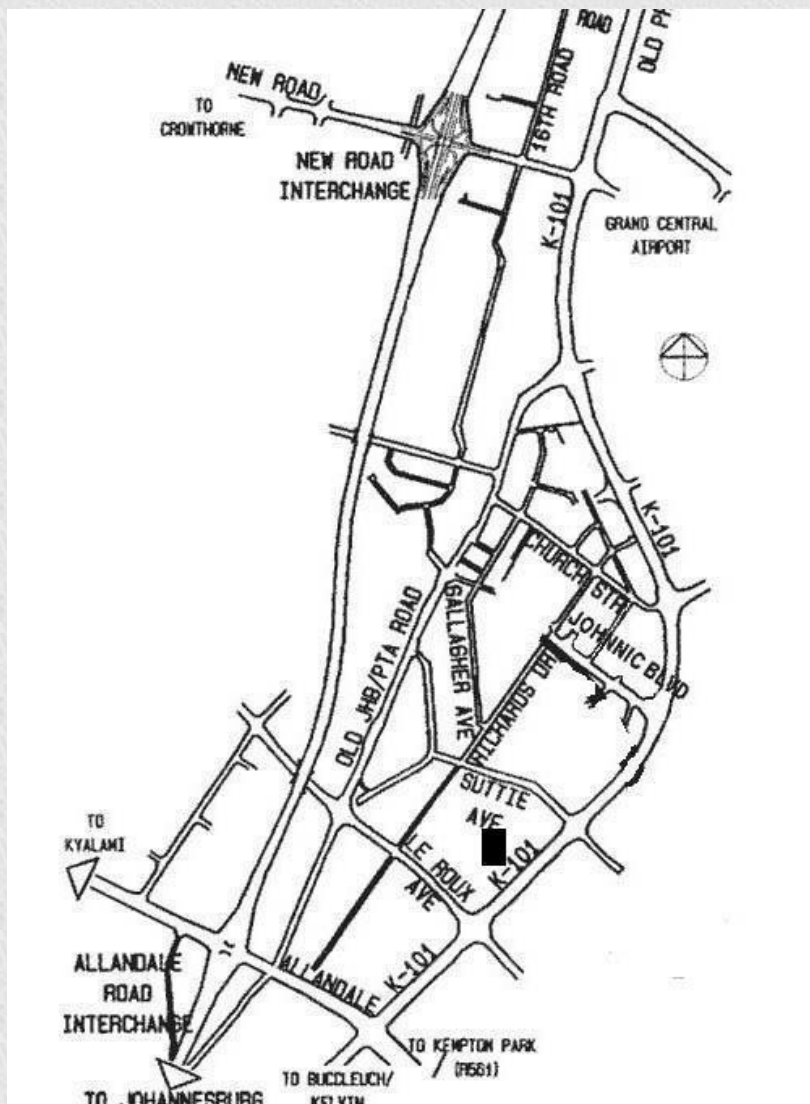 ROAD
OLD
NEW ROAD
TO
CROWTHORNE
16TH ROAD
NEW ROAD
INTERCHANGE
K-101
GRAND CENTRAL
AIRPORT
K-101
CHURCH STR
JOHNNIC BLVD
GALLAGHER AVE
OLD JHB/PTA ROAD
RICHARDS DR
SUTTIE
AVE
TO
KYALAMI
LE ROUX
AVE
K-101
K-101
ALLANDALE
ROAD
INTERCHANGE
ALLANDALE
TO KEMPTON PARK
(R561)
TO BUCCLEUCH/
KELVIN
TO JOHANNESBURG